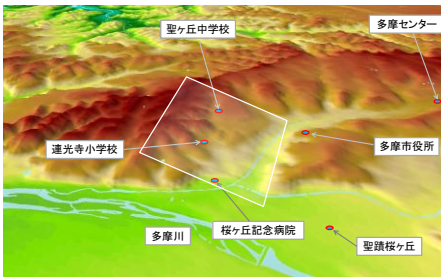 聖ヶ丘中学校
多摩センター
連光寺小学校
多摩市役所
多摩川
桜ヶ丘記念病院
聖蹟桜ヶ丘